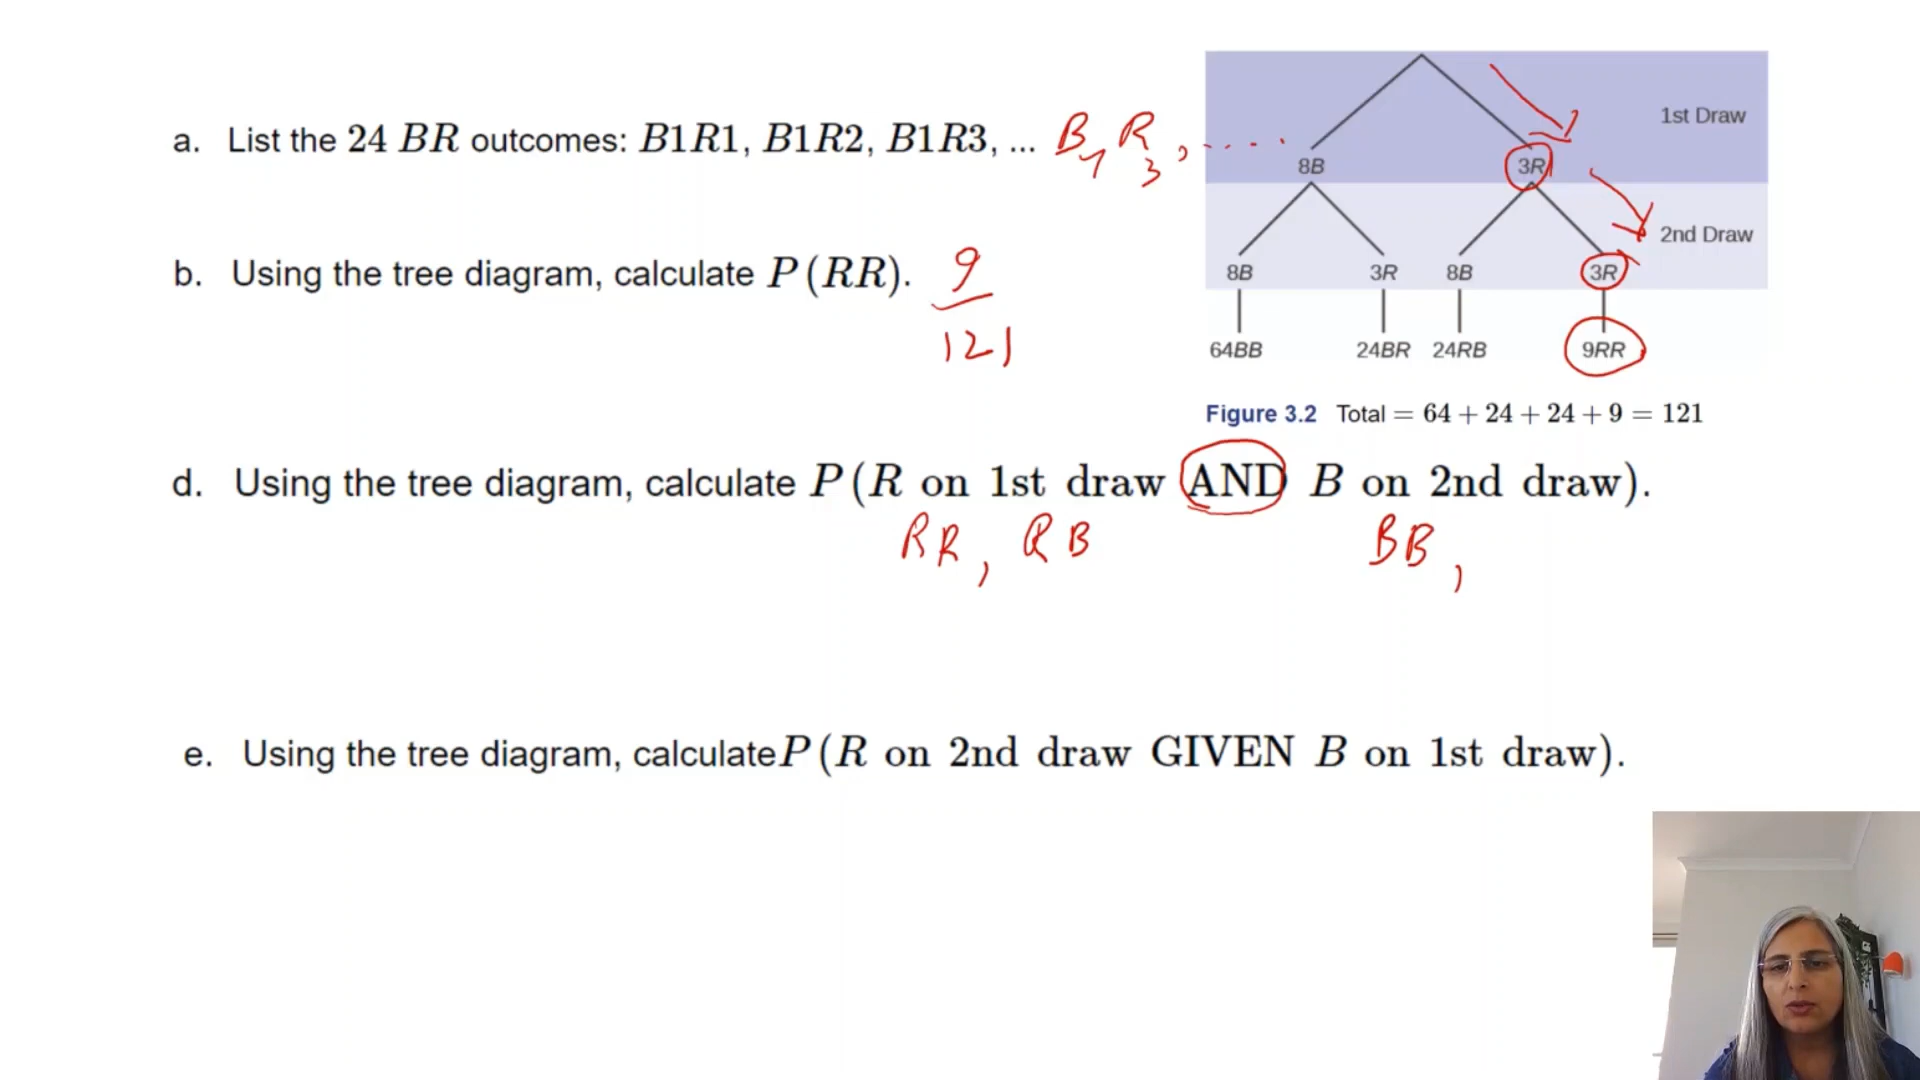 a. List the 24 BR outcomes: B1R1, B1R2, B1R3, ... B₁R₃, .....
b. Using the tree diagram, calculate P(RR). 9/121
1st Draw
8B 3R
2nd Draw
8B 3R 8B 3R
64BB 24BR 24RB 9RR
Figure 3.2 Total = 64 + 24 + 24 + 9 = 121
d. Using the tree diagram, calculate P(R on 1st draw AND B on 2nd draw).
RR, RB BB,
e. Using the tree diagram, calculate P(R on 2nd draw GIVEN B on 1st draw).